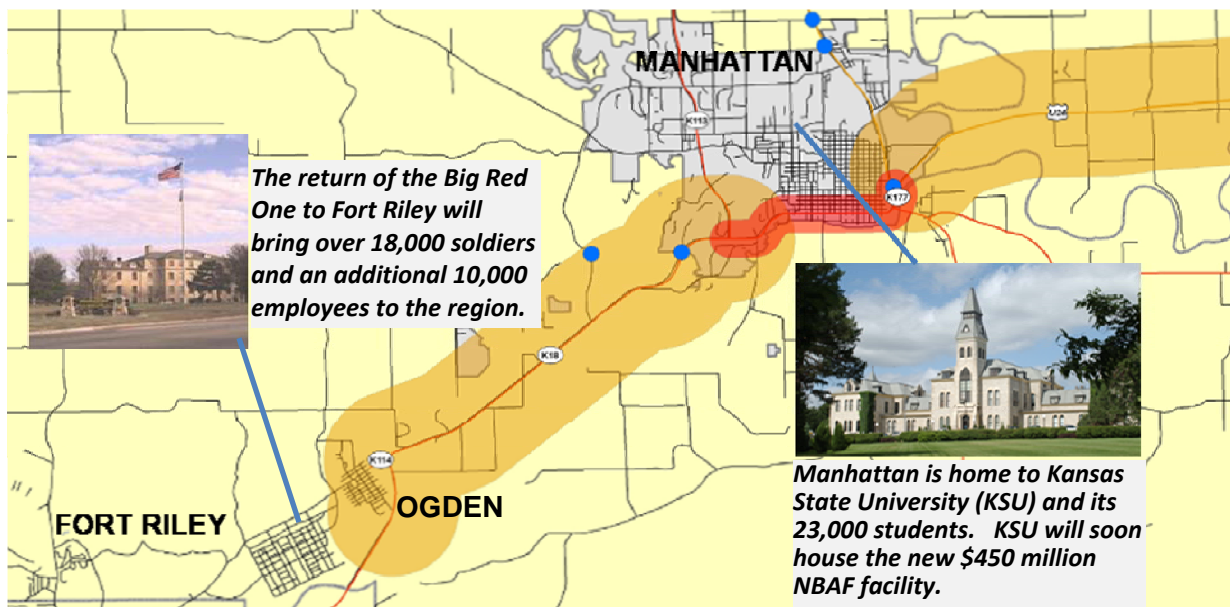 MANHATTAN
U24
K113
The return of the Big Red
One to Fort Riley will
bring over 18,000 soldiers
and an additional 10,000
employees to the region.
K177
K18
K114
OGDEN
FORT RILEY
Manhattan is home to Kansas
State University (KSU) and its
23,000 students.   KSU will soon
house the new $450 million
NBAF facility.